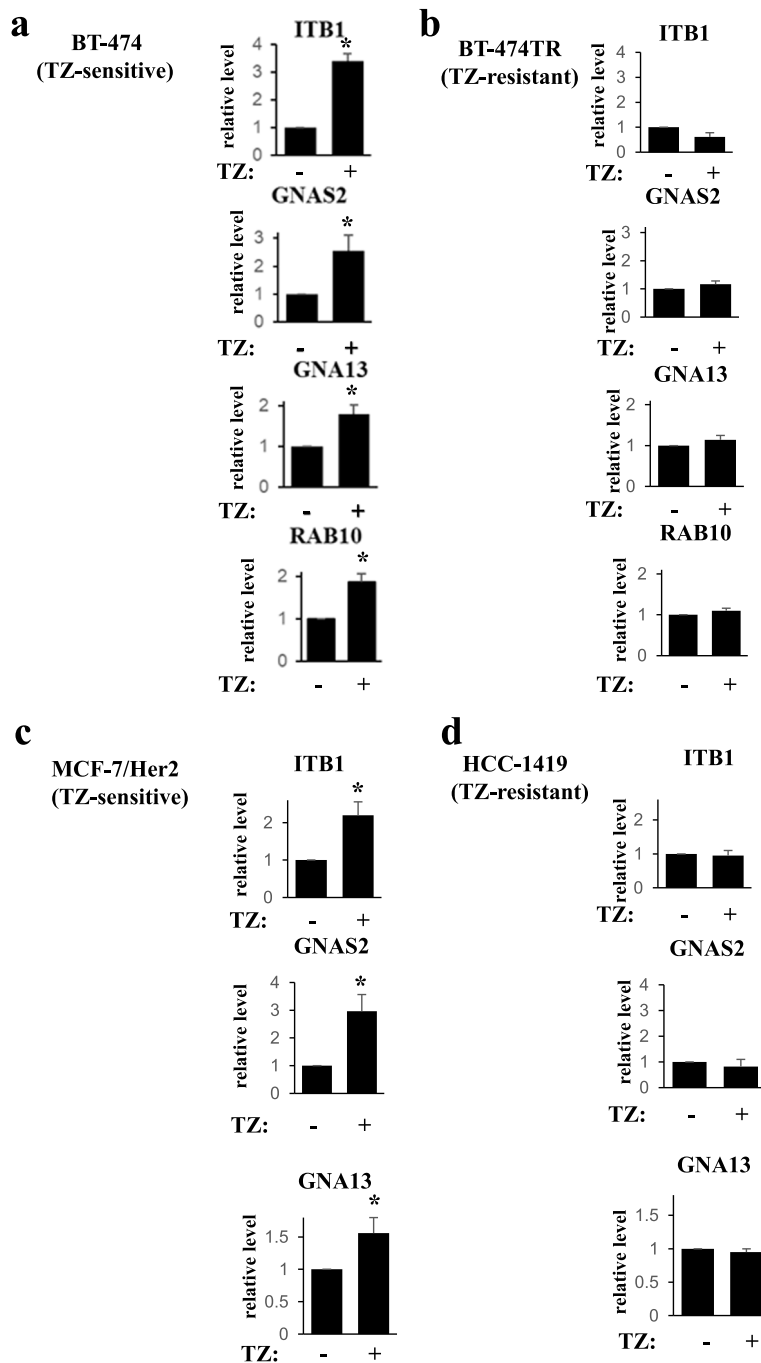 a
BT-474
(TZ-sensitive)
ITB1
*
relative level
4
3
2
1
0
TZ: - +
GNAS2
*
relative level
3
2
1
0
TZ: - +
GNA13
*
relative level
2
1
0
TZ: - +
RAB10
*
relative level
2
1
0
TZ: - +
b
BT-474TR
(TZ-resistant)
ITB1
relative level
4
3
2
1
0
TZ: - +
GNAS2
relative level
3
2
1
0
TZ: - +
GNA13
relative level
2
1
0
TZ: - +
RAB10
relative level
2
1
0
TZ: - +
c
MCF-7/Her2
(TZ-sensitive)
ITB1
*
relative level
2
1
0
TZ: - +
GNAS2
*
relative level
4
3
2
1
0
TZ: - +
GNA13
*
relative level
1.5
1
0.5
0
TZ: - +
d
HCC-1419
(TZ-resistant)
ITB1
relative level
2
1
0
TZ: - +
GNAS2
relative level
4
3
2
1
0
TZ: - +
GNA13
relative level
1.5
1
0.5
0
TZ: - +